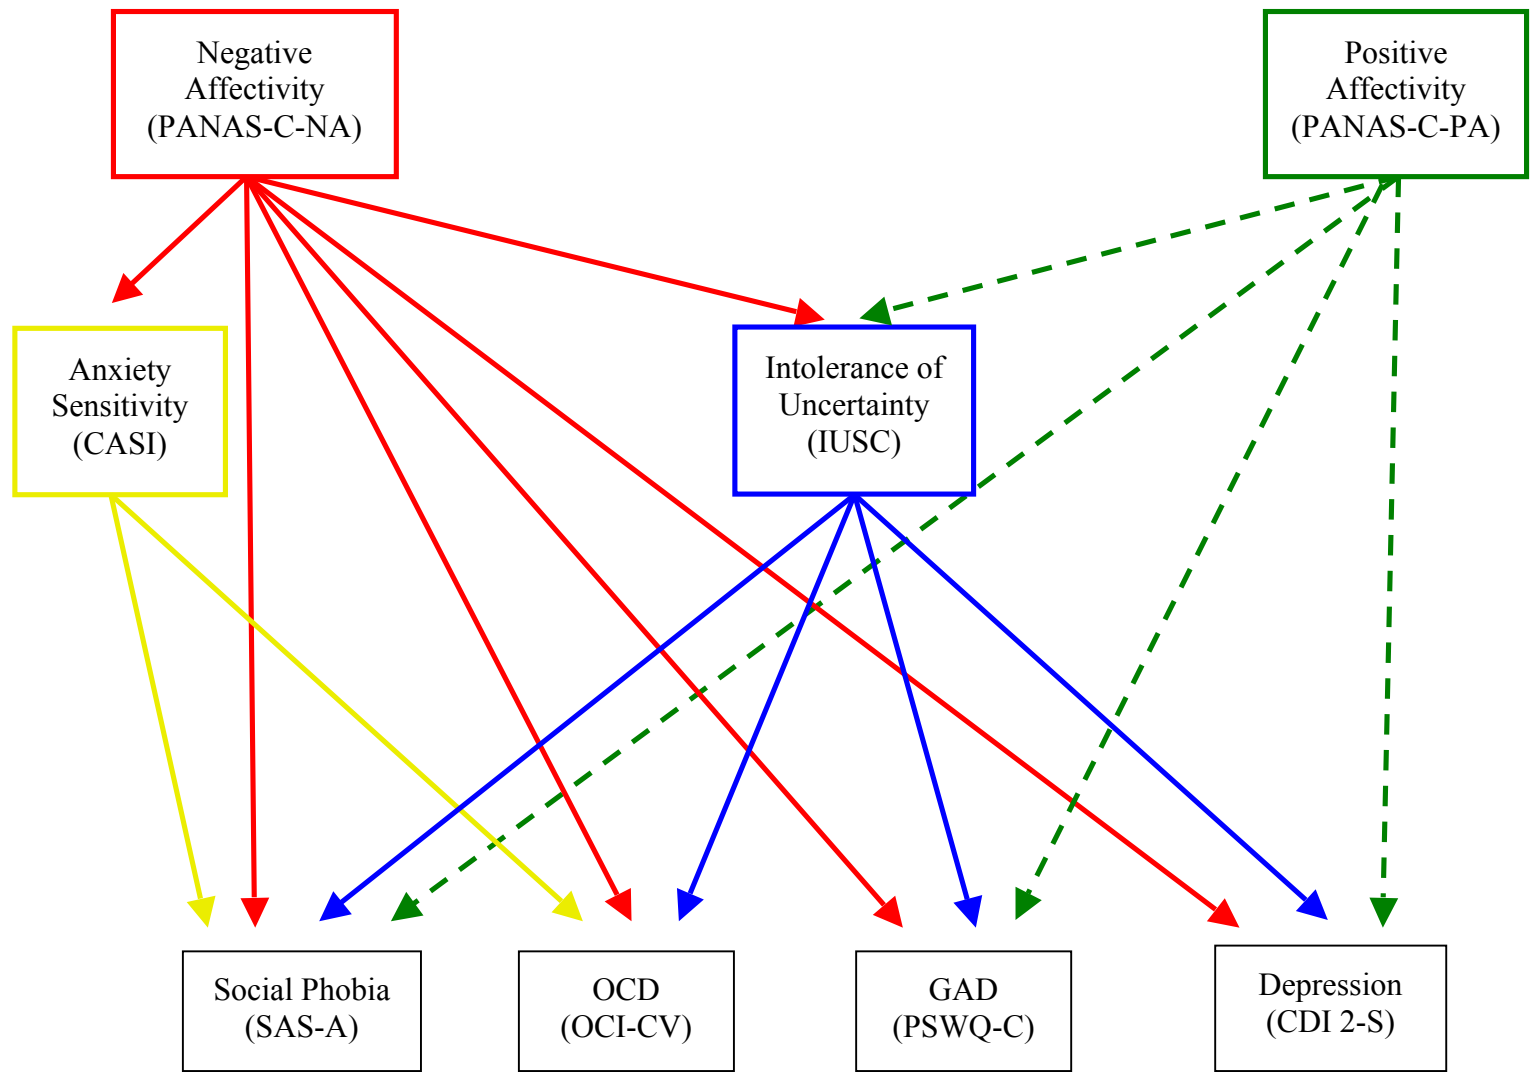 Negative
Affectivity
(PANAS-C-NA)
Positive
Affectivity
(PANAS-C-PA)
Anxiety
Sensitivity
(CASI)
Intolerance of
Uncertainty
(IUSC)
Social Phobia
(SAS-A)
OCD
(OCI-CV)
GAD
(PSWQ-C)
Depression
(CDI 2-S)